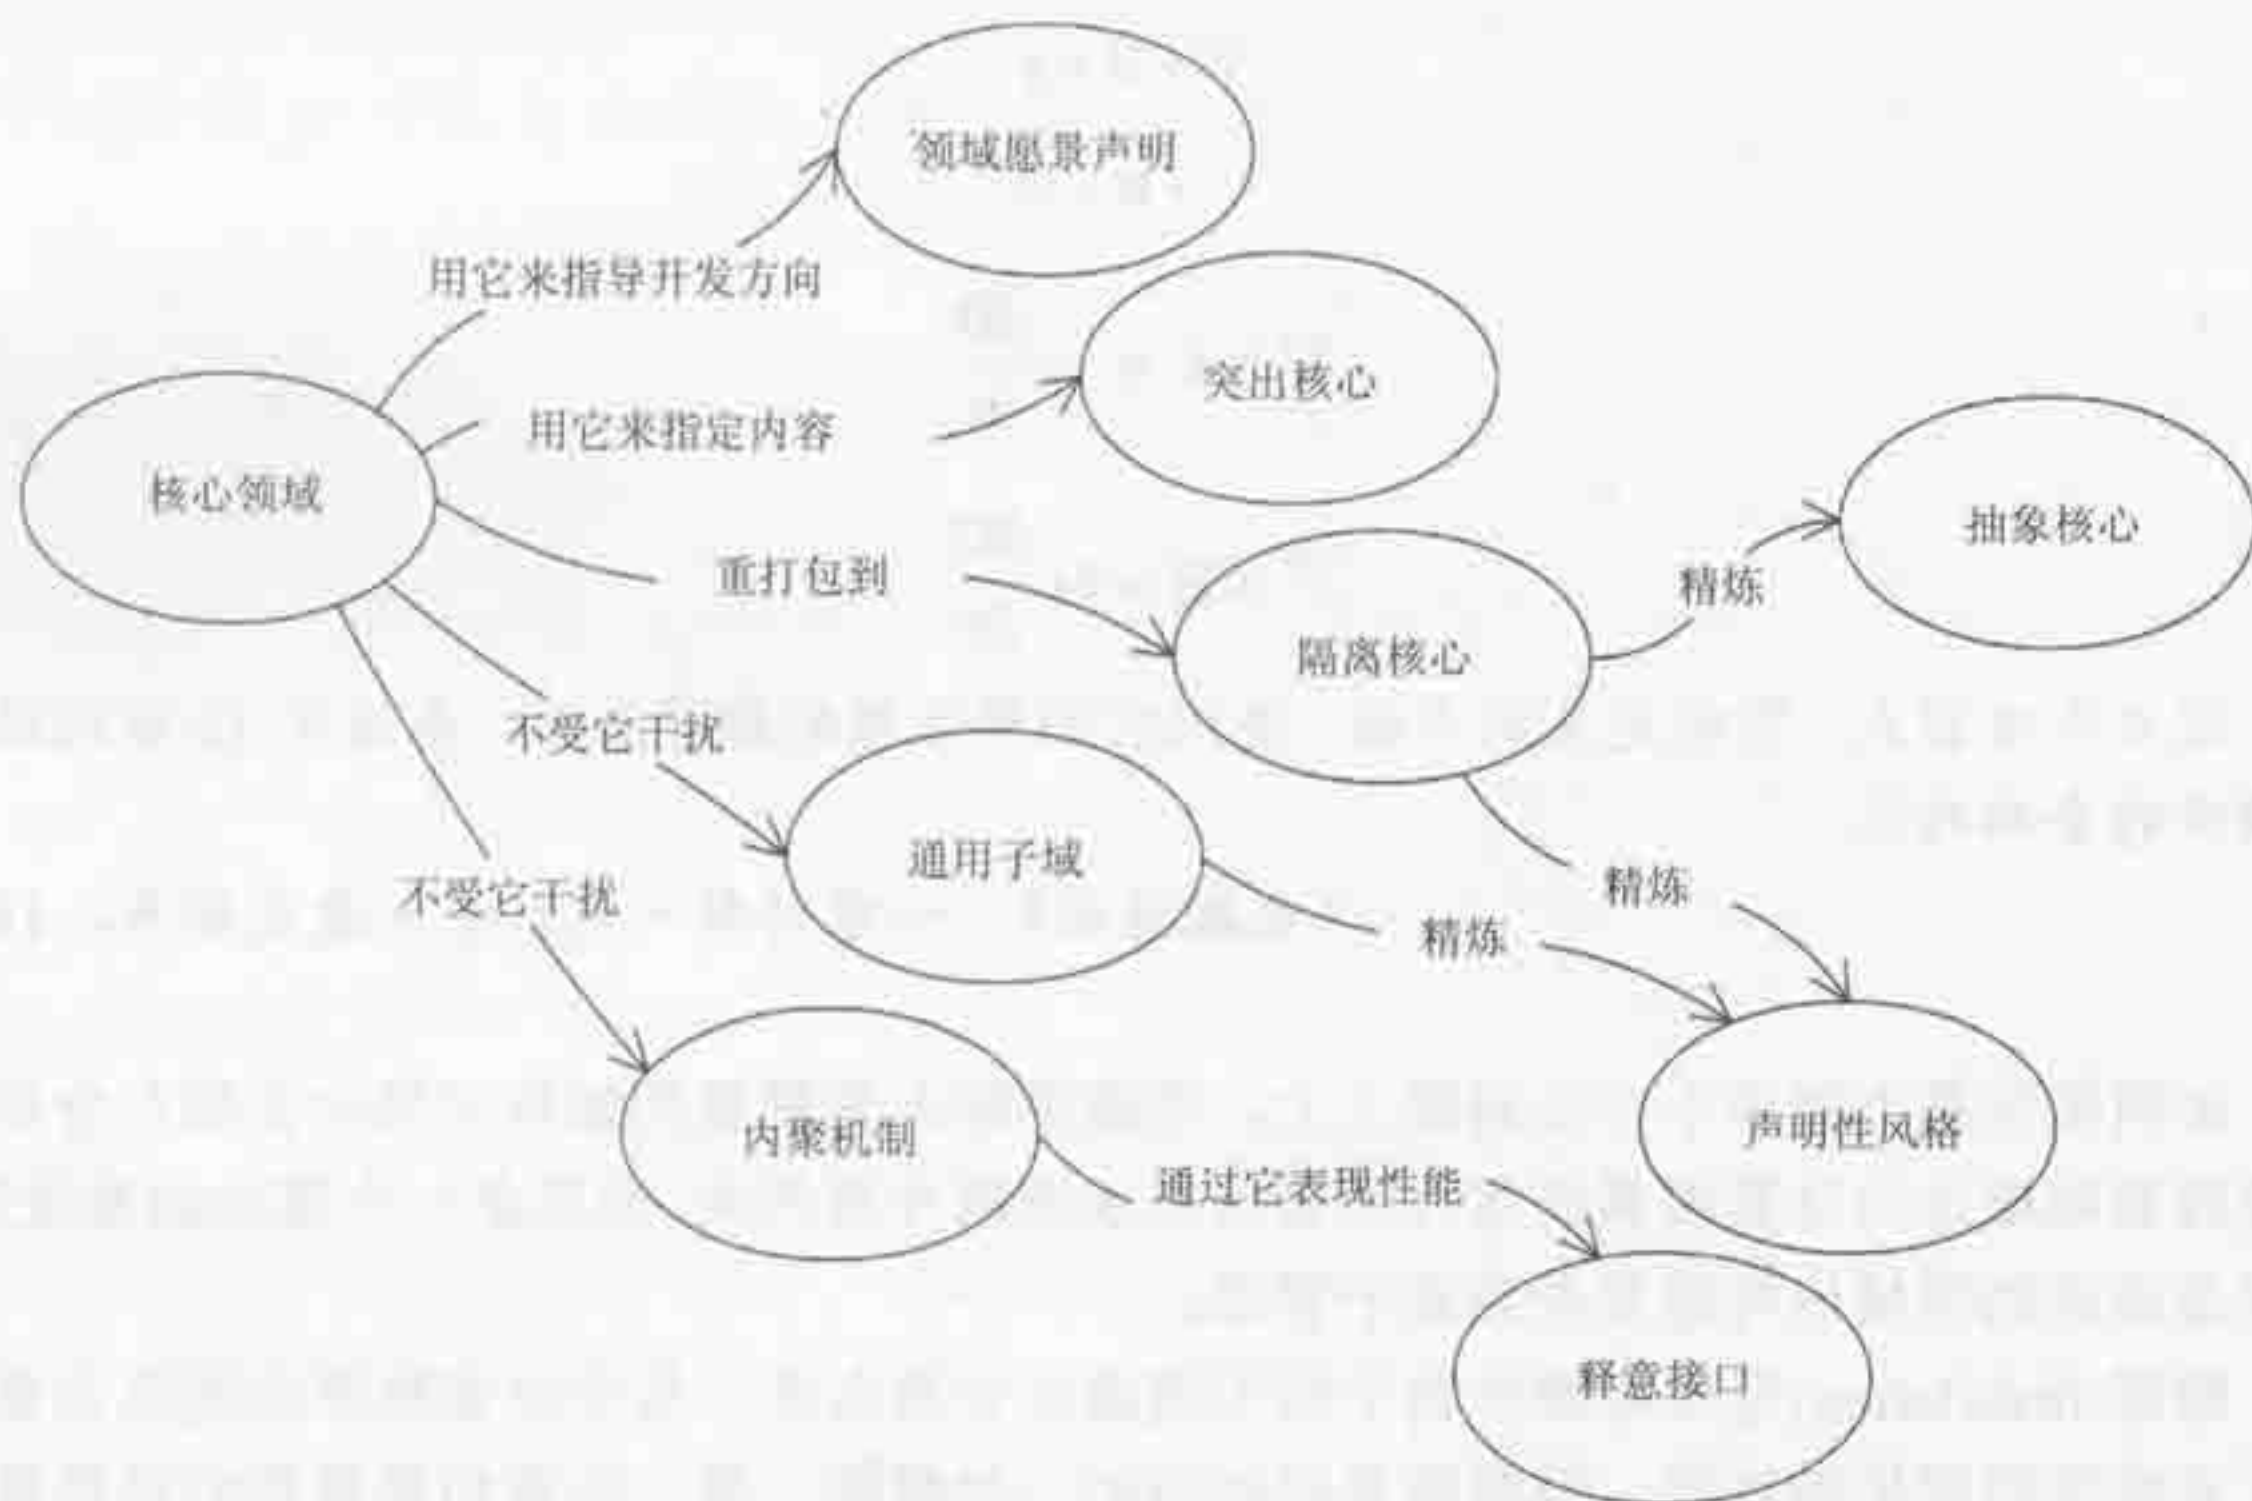 领域愿景声明
用它来指导开发方向
突出核心
用它来指定内容
核心领域
抽象核心
重打包到
精炼
隔离核心
不受它干扰
通用子域
精炼
不受它干扰
精炼
声明性风格
内聚机制
通过它表现性能
释意接口